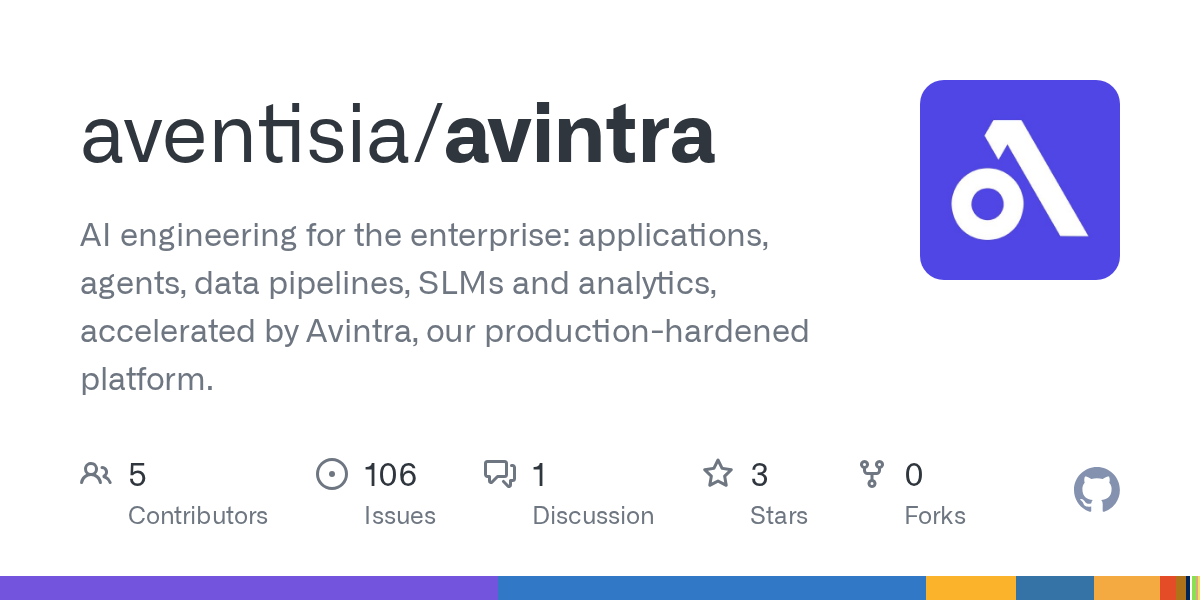 aventisia/avintra
AI engineering for the enterprise: applications,
agents, data pipelines, SLMs and analytics,
accelerated by Avintra, our production-hardened
platform.
5
Contributors
106
Issues
1
Discussion
3
Stars
0
Forks